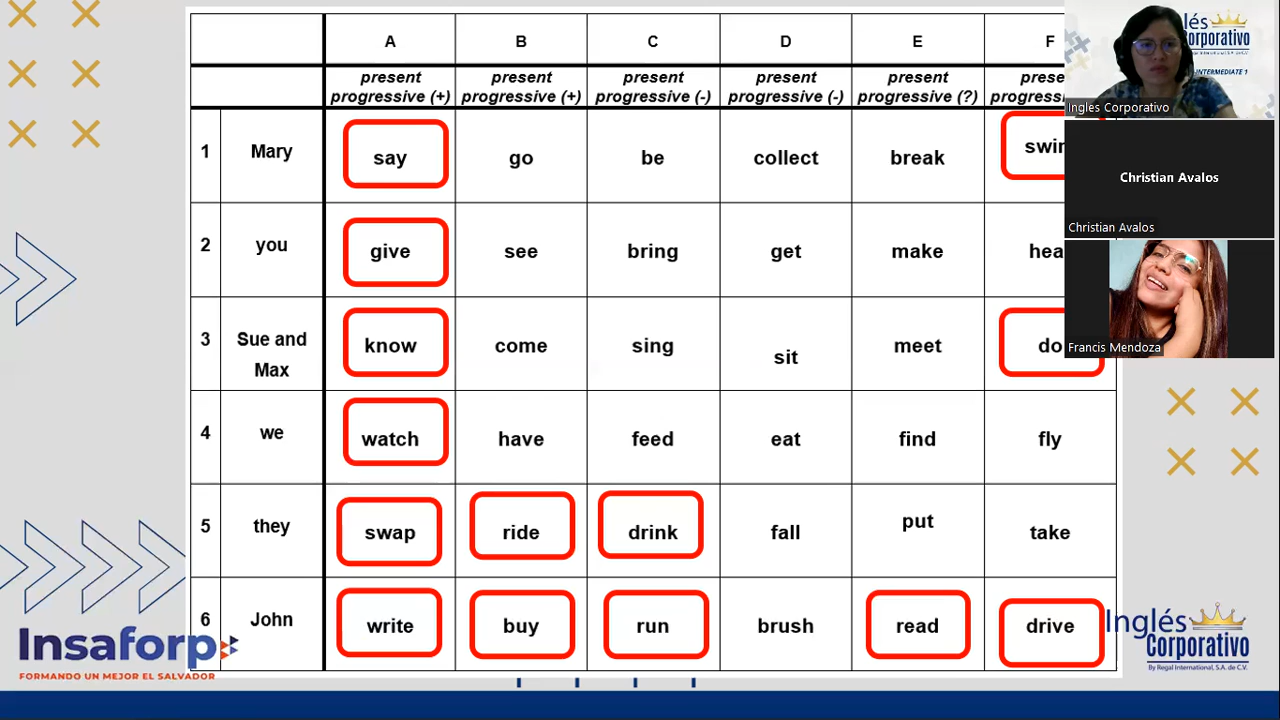 A B C D E F
present progressive (+) present progressive (+) present progressive (-) present progressive (-) present progressive (?)
1 Mary say go be collect break
2 you give see bring get make
3 Sue and Max know come sing sit meet do
4 we watch have feed eat find fly
5 they swap ride drink fall put take
6 John write buy run brush read drive
Insaforp
FORMANDO UN MEJOR EL SALVADOR
Inglés
Corporativo
By Regal International, S.A. de C.V.
Corporativo
INTERMEDIATE 1
Ingles Corporativo
Christian Avalos
Christian Avalos
Francis Mendoza